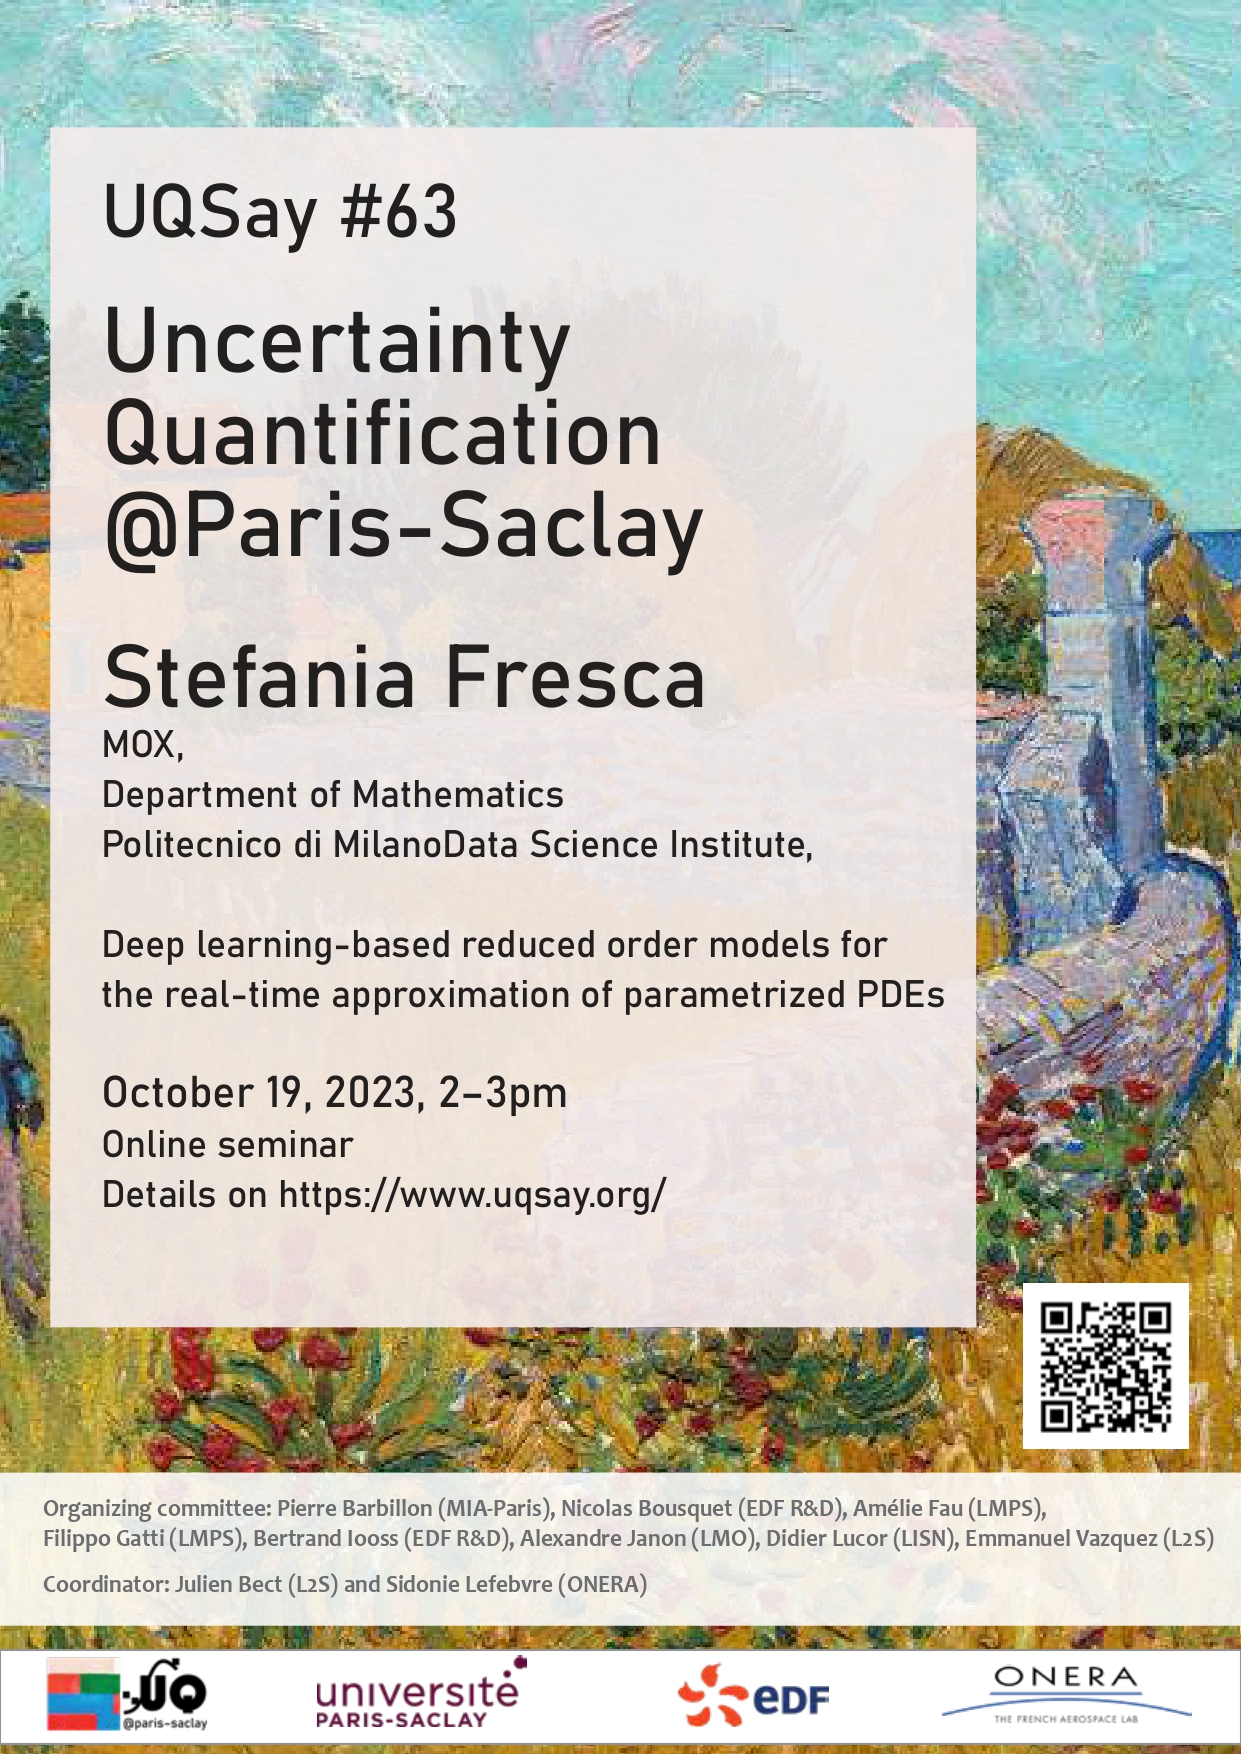 UQSay #63
Uncertainty
Quantification
@Paris-Saclay
Stefania Fresca
MOX,
Department of Mathematics
Politecnico di MilanoData Science Institute,
Deep learning-based reduced order models for
the real-time approximation of parametrized PDEs
October 19, 2023, 2–3pm
Online seminar
Details on https://www.uqsay.org/
Organizing committee: Pierre Barbillon (MIA-Paris), Nicolas Bousquet (EDF R&D), Amélie Fau (LMPS),
Filippo Gatti (LMPS), Bertrand Iooss (EDF R&D), Alexandre Janon (LMO), Didier Lucor (LISN), Emmanuel Vazquez (L2S)
Coordinator: Julien Bect (L2S) and Sidonie Lefebvre (ONERA)
UQ
@paris-saclay
université
PARIS-SACLAY
eDF
ONERA
THE FRENCH AEROSPACE LAB